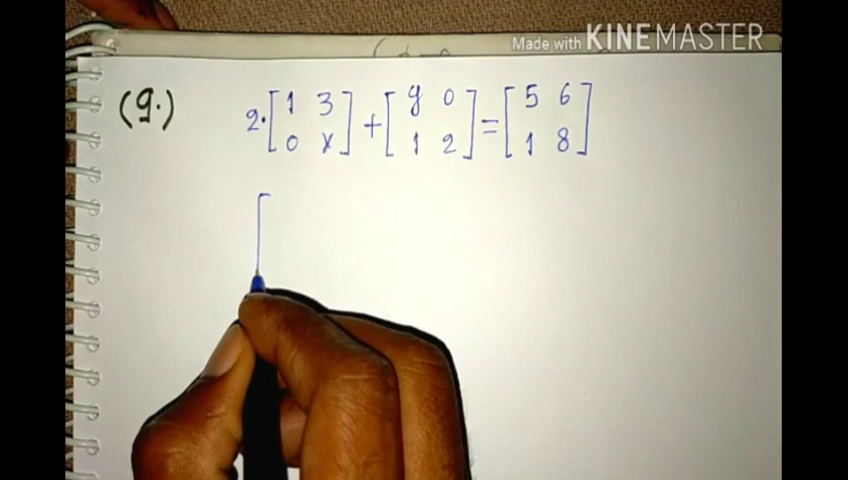 Made with KINEMASTER
(9.) 2·[1 3 0 x] + [y 0 1 2] = [5 6 1 8]